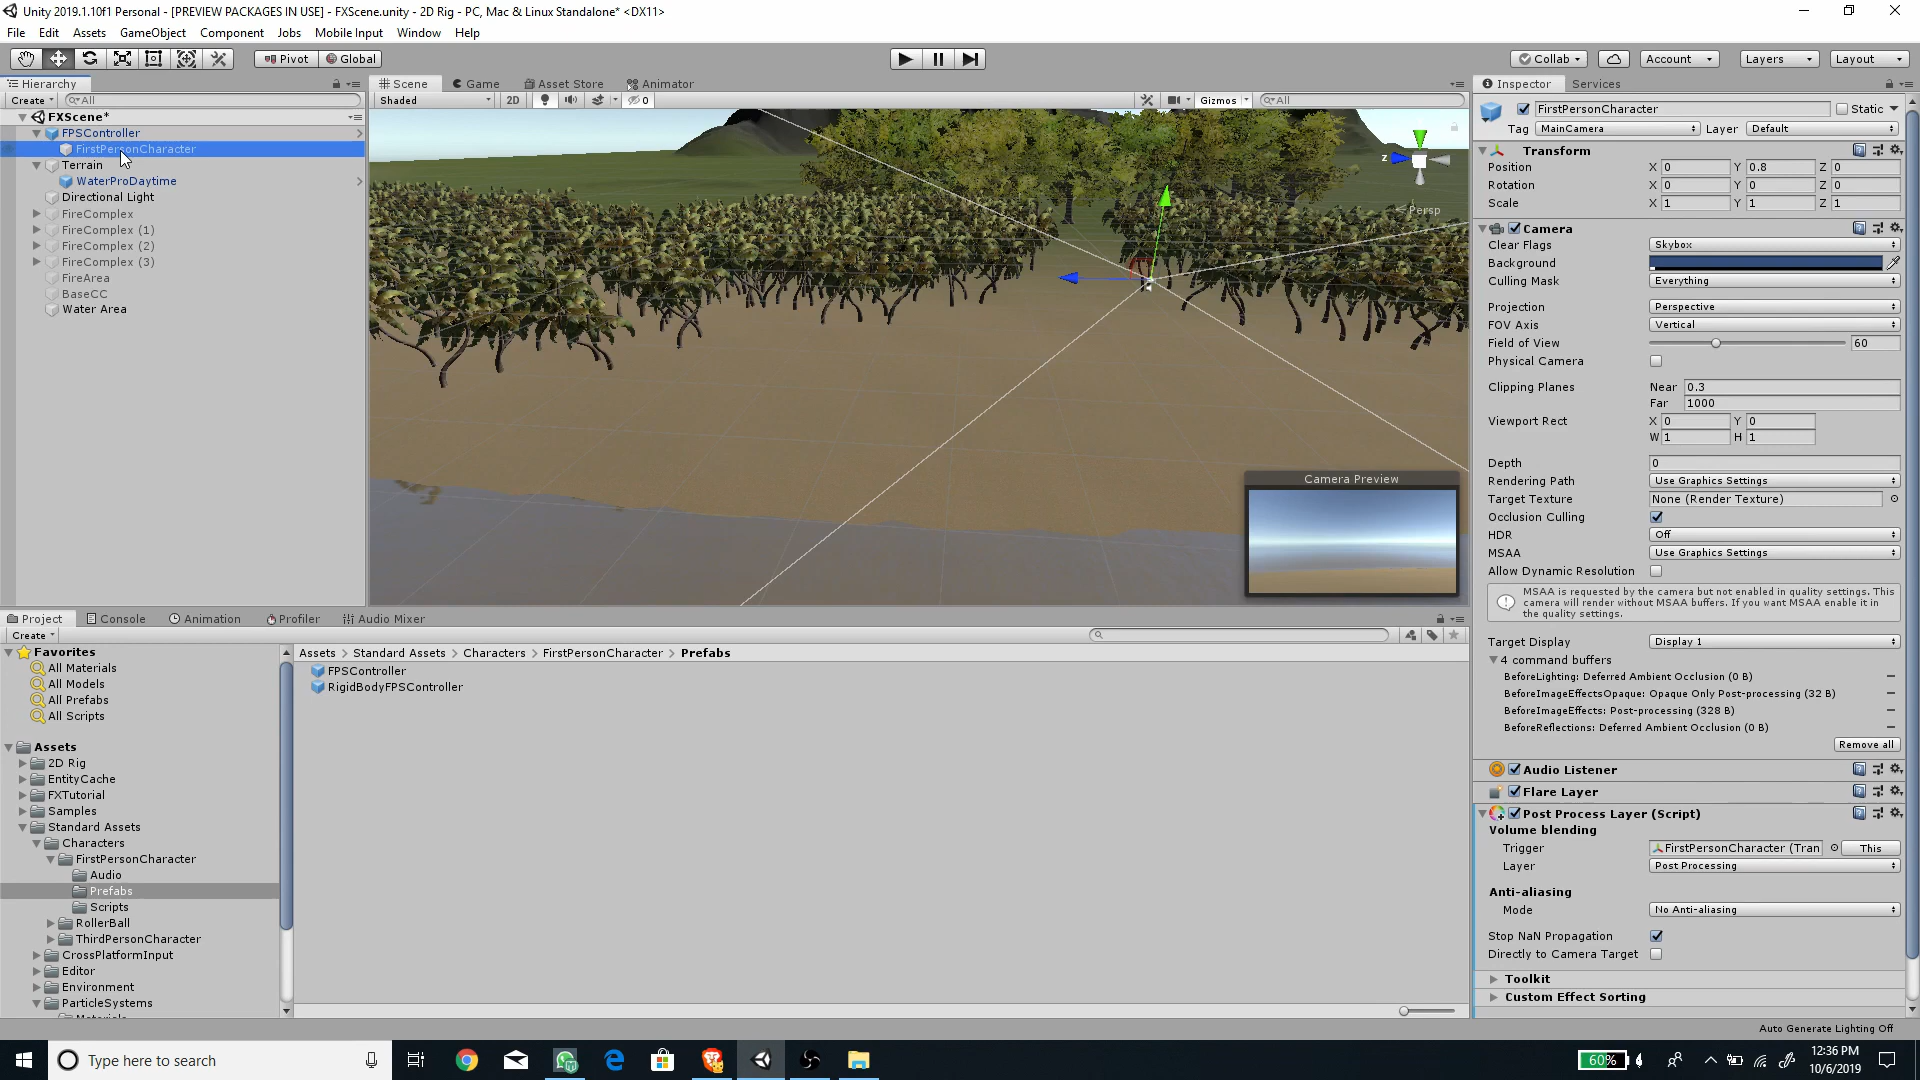 Unity 2019.1.10f1 Personal - [PREVIEW PACKAGES IN USE] - FXScene.unity - 2D Rig - PC, Mac & Linux Standalone* <DX11>
File Edit Assets GameObject Component Jobs Mobile Input Window Help
Pivot Global Collab Account Layers Layout
Hierarchy
Create All
FXScene*
FPSController
FirstPersonCharacter
Terrain
WaterProDaytime
Directional Light
FireComplex
FireComplex (1)
FireComplex (2)
FireComplex (3)
FireArea
BaseCC
Water Area
Scene Game Asset Store Animator
Shaded 2D 0 Gizmos All
z
Persp
Camera Preview
Inspector Services
FirstPersonCharacter Static
Tag MainCamera Layer Default
Transform
Position X 0 Y 0.8 Z 0
Rotation X 0 Y 0 Z 0
Scale X 1 Y 1 Z 1
Camera
Clear Flags Skybox
Background
Culling Mask Everything
Projection Perspective
FOV Axis Vertical
Field of View 60
Physical Camera
Clipping Planes Near 0.3
Far 1000
Viewport Rect X 0 Y 0
W 1 H 1
Depth 0
Rendering Path Use Graphics Settings
Target Texture None (Render Texture)
Occlusion Culling
HDR Off
MSAA Use Graphics Settings
Allow Dynamic Resolution
MSAA is requested by the camera but not enabled in quality settings. This
camera will render without MSAA buffers. If you want MSAA enable it in
the quality settings.
Target Display Display 1
4 command buffers
BeforeLighting: Deferred Ambient Occlusion (0 B)
BeforeImageEffectsOpaque: Opaque Only Post-processing (32 B)
BeforeImageEffects: Post-processing (328 B)
BeforeReflections: Deferred Ambient Occlusion (0 B)
Remove all
Audio Listener
Flare Layer
Post Process Layer (Script)
Volume blending
Trigger FirstPersonCharacter (Tran This
Layer Post Processing
Anti-aliasing
Mode No Anti-aliasing
Stop NaN Propagation
Directly to Camera Target
Toolkit
Custom Effect Sorting
Project Console Animation Profiler Audio Mixer
Create
Favorites
All Materials
All Models
All Prefabs
All Scripts
Assets
2D Rig
EntityCache
FXTutorial
Samples
Standard Assets
Characters
FirstPersonCharacter
Audio
Prefabs
Scripts
RollerBall
ThirdPersonCharacter
CrossPlatformInput
Editor
Environment
ParticleSystems
Materials
Assets > Standard Assets > Characters > FirstPersonCharacter > Prefabs
FPSController
RigidBodyFPSController
Auto Generate Lighting Off
Type here to search
60%
12:36 PM
10/6/2019